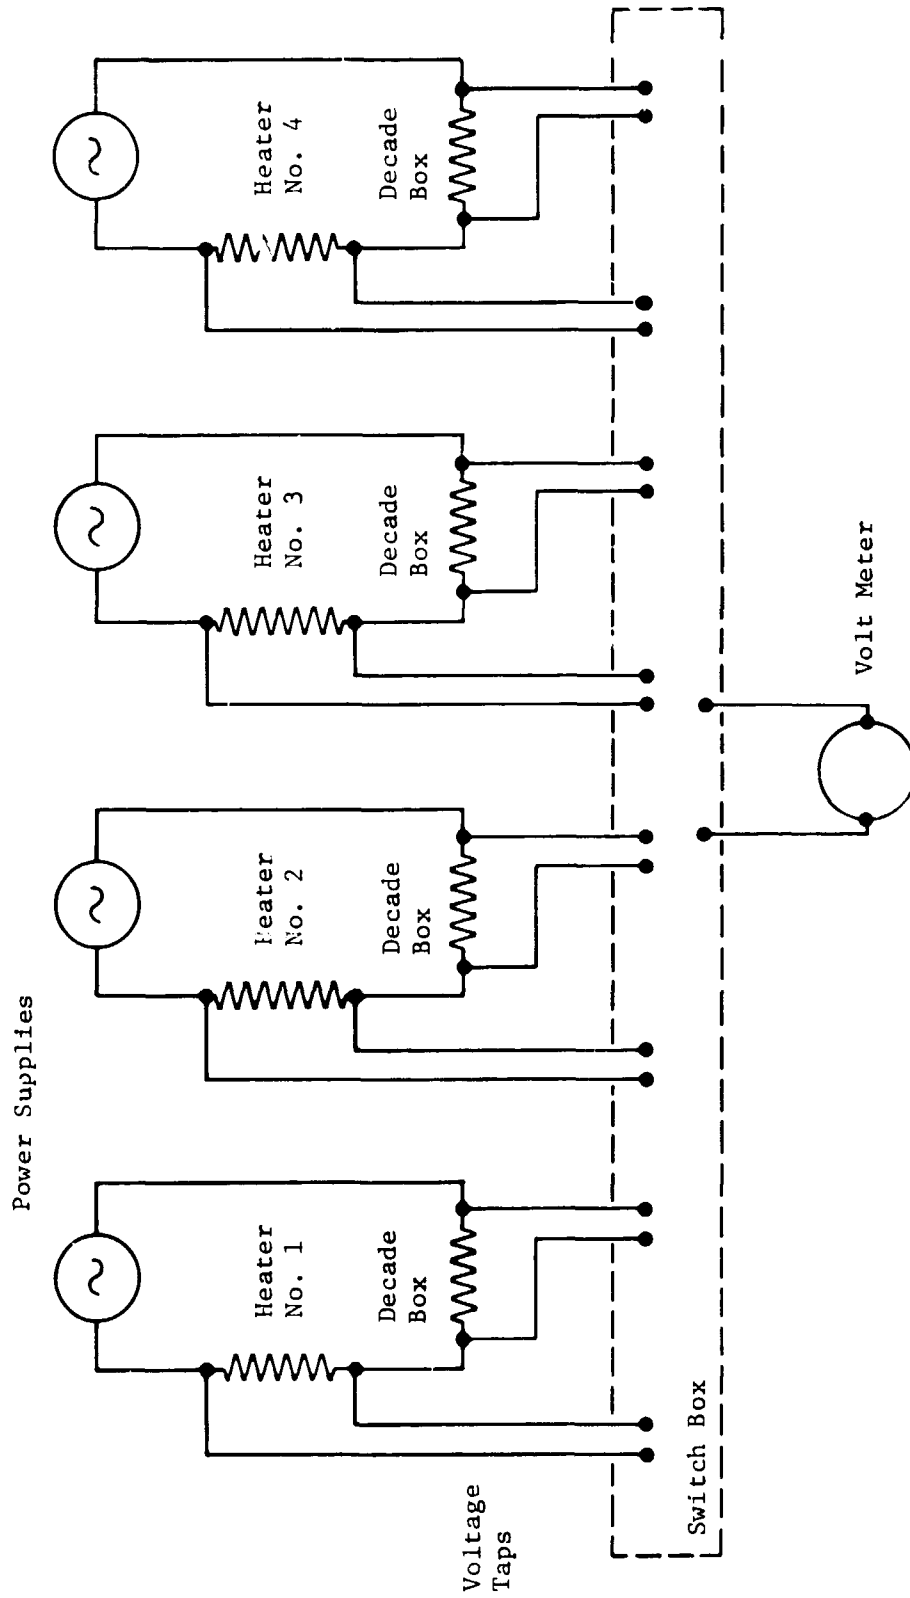 Power Supplies
Heater
No. 1
Decade
Box
Heater
No. 2
Decade
Box
Heater
No. 3
Decade
Box
Heater
No. 4
Decade
Box
Voltage
Taps
Switch Box
Volt Meter